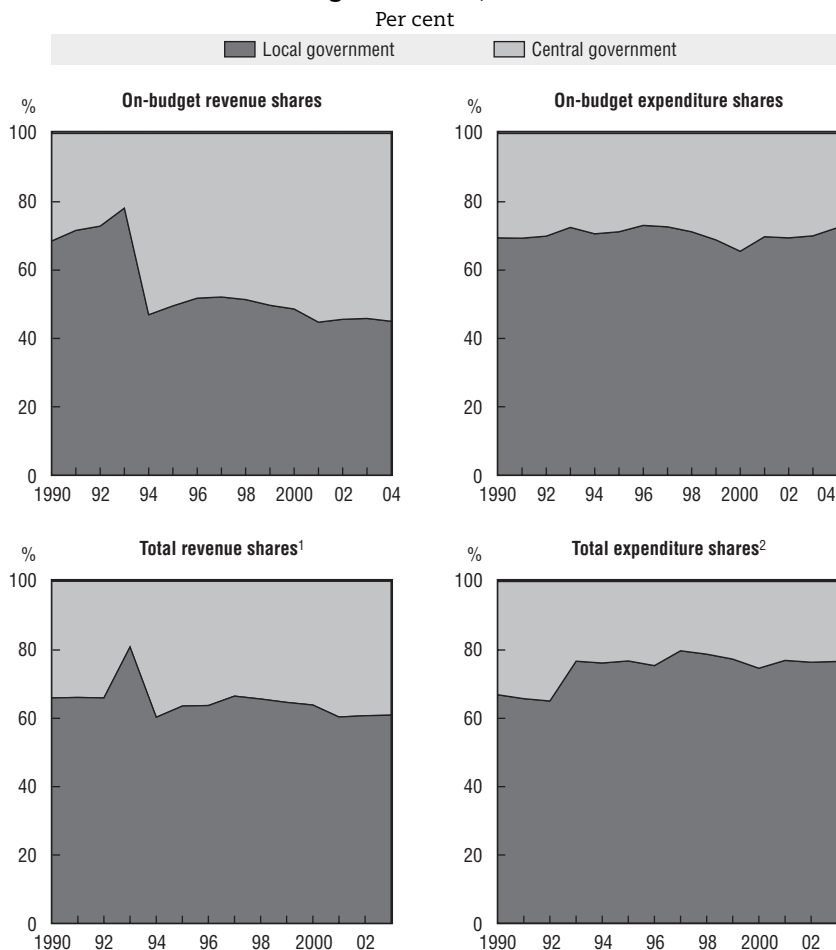 Per cent
Local government Central government
% On-budget revenue shares % On-budget expenditure shares
100 100
80 80
60 60
40 40
20 20
0 0
1990 92 94 96 98 2000 02 04 1990 92 94 96 98 2000 02 04
% Total revenue shares¹ % Total expenditure shares²
100 100
80 80
60 60
40 40
20 20
0 0
1990 92 94 96 98 2000 02 1990 92 94 96 98 2000 02